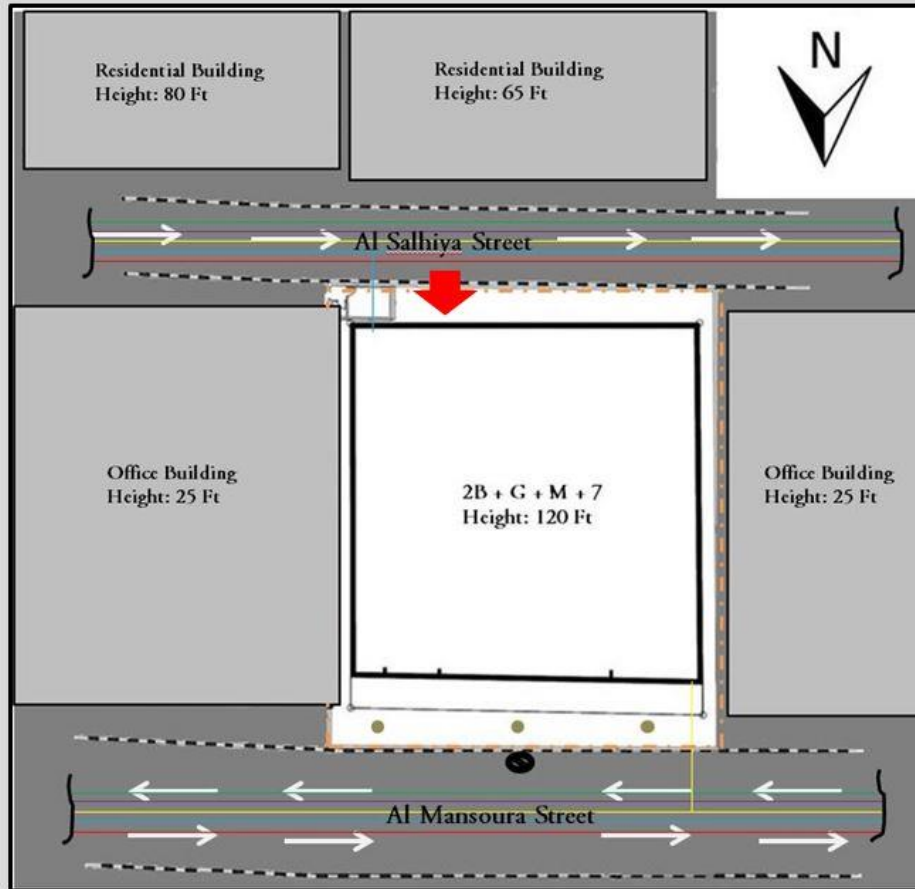 Residential Building
Height: 80 Ft
Residential Building
Height: 65 Ft
N
Al Salhiya Street
Office Building
Height: 25 Ft
2B + G + M + 7
Height: 120 Ft
Office Building
Height: 25 Ft
Al Mansoura Street